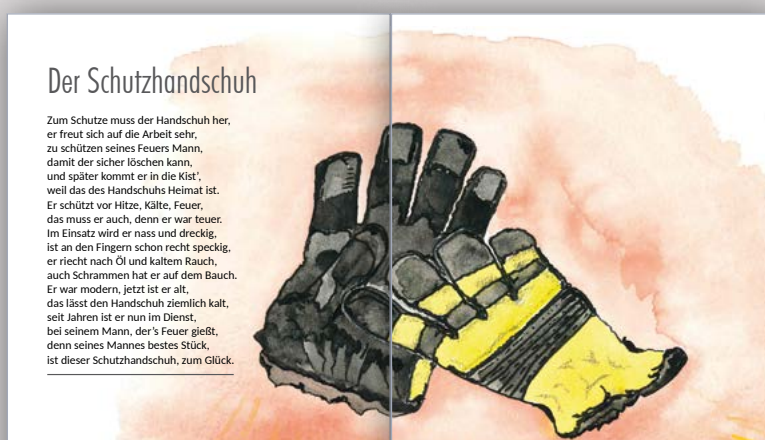 Der Schutzhandschuh
Zum Schutze muss der Handschuh her,
er freut sich auf die Arbeit sehr,
zu schützen seines Feuers Mann,
damit der sicher löschen kann,
und später kommt er in die Kist’,
weil das des Handschuhs Heimat ist.
Er schützt vor Hitze, Kälte, Feuer,
das muss er auch, denn er war teuer.
Im Einsatz wird er nass und dreckig,
ist an den Fingern schon recht speckig,
er riecht nach Öl und kaltem Rauch,
auch Schrammen hat er auf dem Bauch.
Er war modern, jetzt ist er alt,
das lässt den Handschuh ziemlich kalt,
seit Jahren ist er nun im Dienst,
bei seinem Mann, der’s Feuer gießt,
denn seines Mannes bestes Stück,
ist dieser Schutzhandschuh, zum Glück.